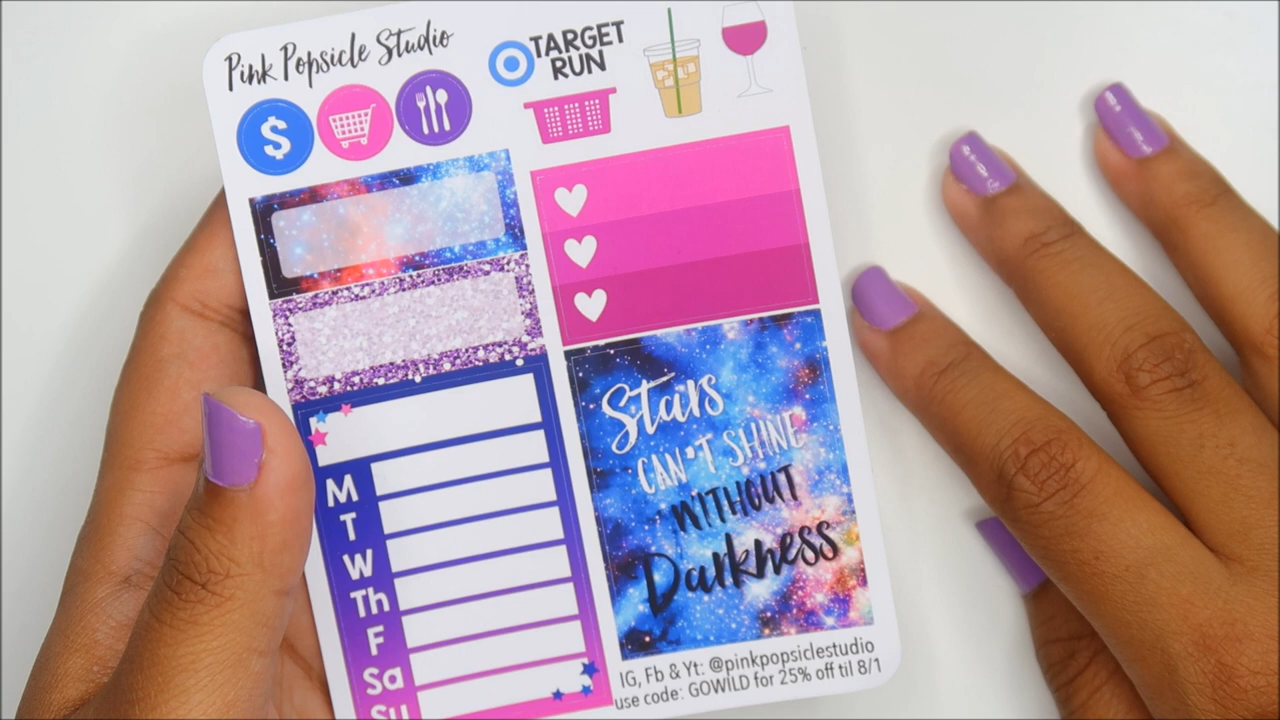 Pink Popsicle Studio
TARGET
RUN
$
M
T
W
Th
F
Sa
Su
Stars
CAN'T SHINE
WITHOUT
Darkness
IG, Fb & Yt: @pinkpopsiclestudio
use code: GOWILD for 25% off til 8/1